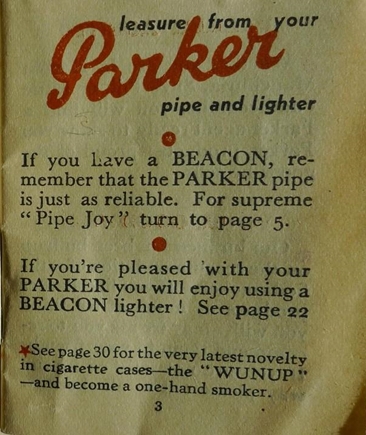 leasure from your
Parker
pipe and lighter
If you have a BEACON, re-
member that the PARKER pipe
is just as reliable. For supreme
"Pipe Joy" turn to page 5.
If you're pleased with your
PARKER you will enjoy using a
BEACON lighter! See page 22
★See page 30 for the very latest novelty
in cigarette cases—the "WUNUP"
—and become a one-hand smoker.
3